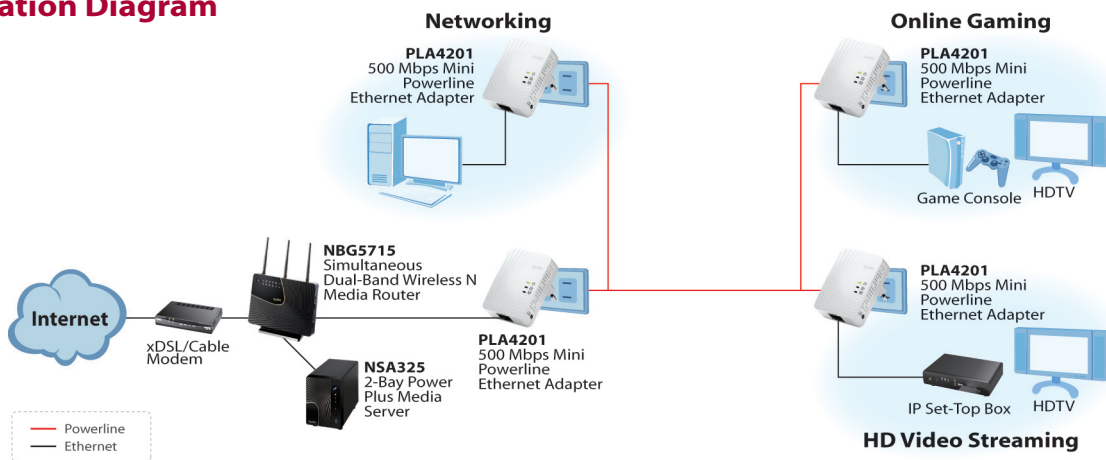 ation Diagram
Networking
PLA4201
500 Mbps Mini
Powerline
Ethernet Adapter
Online Gaming
PLA4201
500 Mbps Mini
Powerline
Ethernet Adapter
Game Console
HDTV
Internet
xDSL/Cable
Modem
NBG5715
Simultaneous
Dual-Band Wireless N
Media Router
NSA325
2-Bay Power
Plus Media
Server
PLA4201
500 Mbps Mini
Powerline
Ethernet Adapter
PLA4201
500 Mbps Mini
Powerline
Ethernet Adapter
IP Set-Top Box
HDTV
HD Video Streaming
Powerline
Ethernet